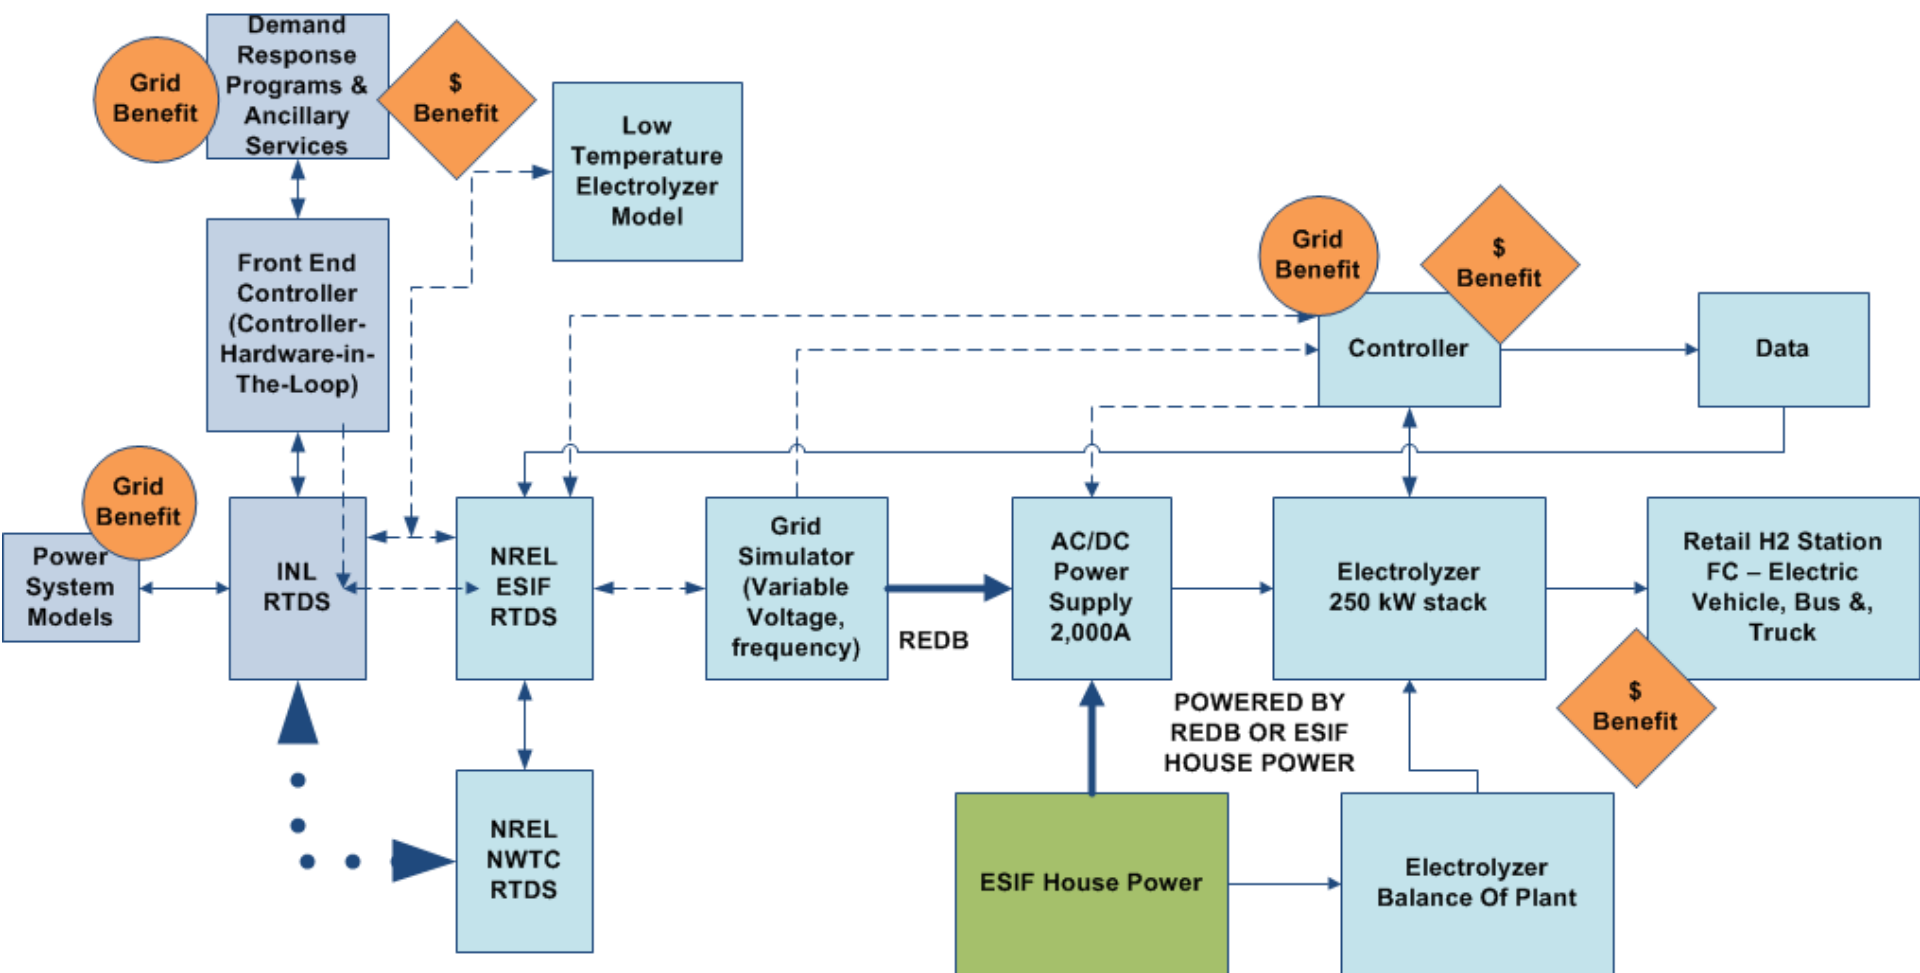 Demand
Response
Programs &
Ancillary
Services
Grid
Benefit
$
Benefit
Low
Temperature
Electrolyzer
Model
Front End
Controller
(Controller-
Hardware-in-
The-Loop)
Grid
Benefit
$
Benefit
Controller
Data
Grid
Benefit
Power
System
Models
INL
RTDS
NREL
ESIF
RTDS
Grid
Simulator
(Variable
Voltage,
frequency)
REDB
AC/DC
Power
Supply
2,000A
Electrolyzer
250 kW stack
Retail H2 Station
FC – Electric
Vehicle, Bus &,
Truck
$
Benefit
POWERED BY
REDB OR ESIF
HOUSE POWER
NREL
NWTC
RTDS
ESIF House Power
Electrolyzer
Balance Of Plant